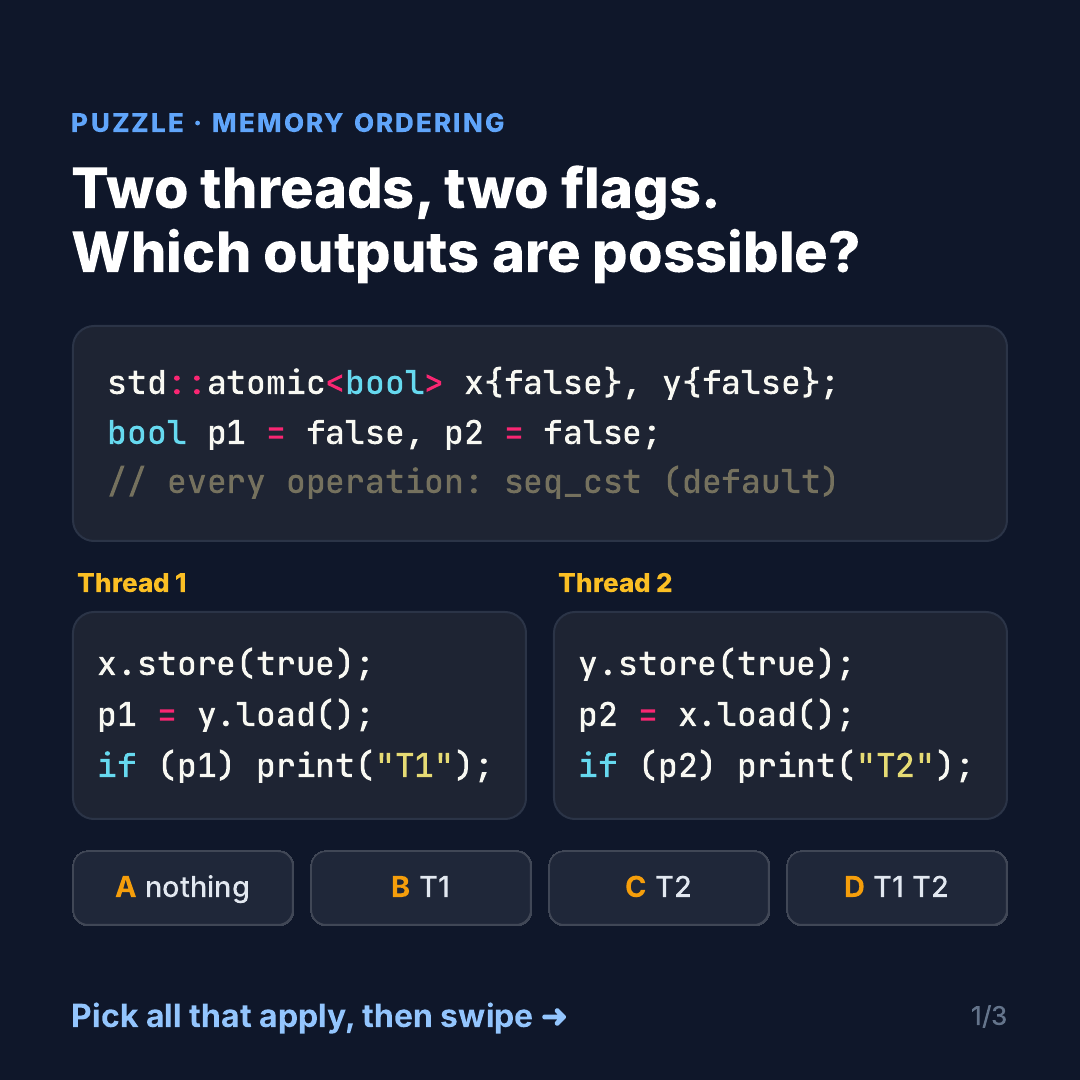 PUZZLE · MEMORY ORDERING
Two threads, two flags.
Which outputs are possible?
std::atomic<bool> x{false}, y{false};
bool p1 = false, p2 = false;
// every operation: seq_cst (default)
Thread 1
x.store(true);
p1 = y.load();
if (p1) print("T1");
Thread 2
y.store(true);
p2 = x.load();
if (p2) print("T2");
A nothing
B T1
C T2
D T1 T2
Pick all that apply, then swipe ➜
1/3